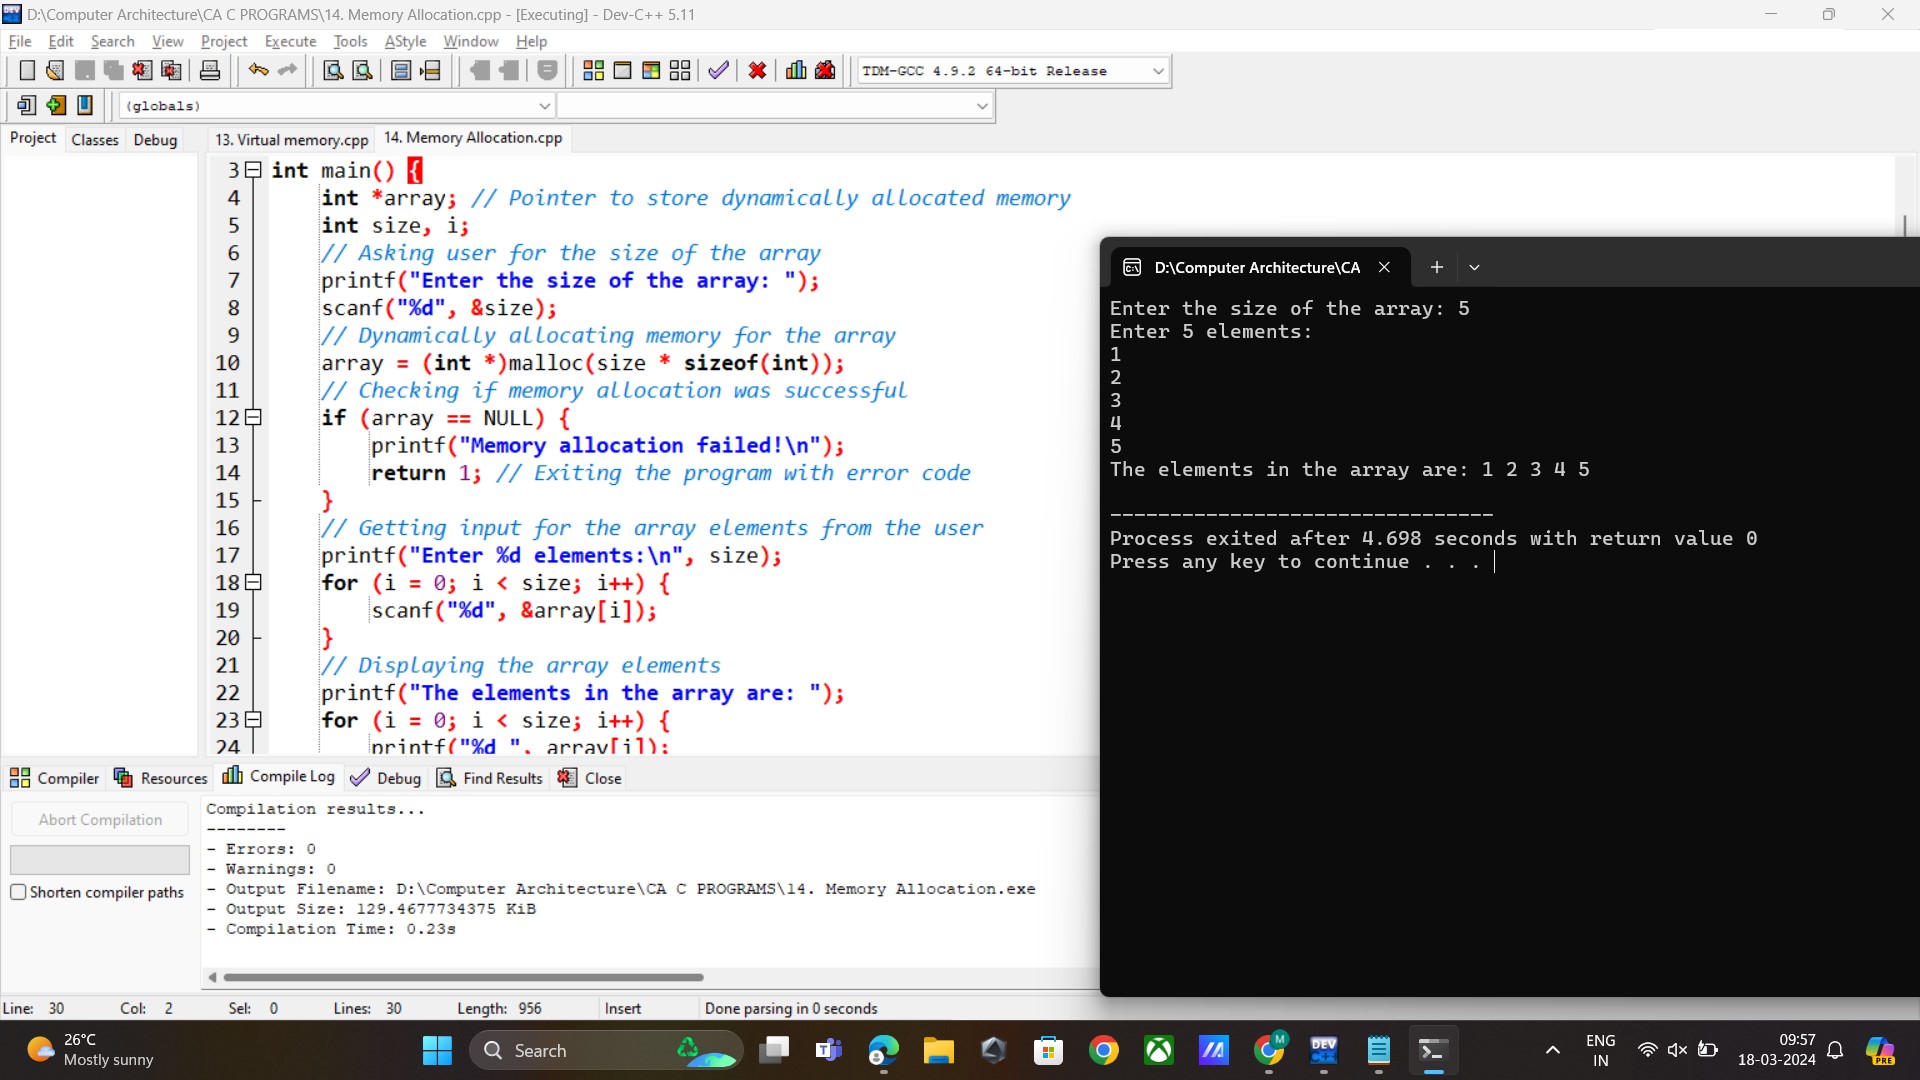 D:\Computer Architecture\CA C PROGRAMS\14. Memory Allocation.cpp - [Executing] - Dev-C++ 5.11
File Edit Search View Project Execute Tools AStyle Window Help
TDM-GCC 4.9.2 64-bit Release
(globals)
Project Classes Debug
13. Virtual memory.cpp 14. Memory Allocation.cpp
3 int main() {
4 int *array; // Pointer to store dynamically allocated memory
5 int size, i;
6 // Asking user for the size of the array
7 printf("Enter the size of the array: ");
8 scanf("%d", &size);
9 // Dynamically allocating memory for the array
10 array = (int *)malloc(size * sizeof(int));
11 // Checking if memory allocation was successful
12 if (array == NULL) {
13 printf("Memory allocation failed!\n");
14 return 1; // Exiting the program with error code
15 }
16 // Getting input for the array elements from the user
17 printf("Enter %d elements:\n", size);
18 for (i = 0; i < size; i++) {
19 scanf("%d", &array[i]);
20 }
21 // Displaying the array elements
22 printf("The elements in the array are: ");
23 for (i = 0; i < size; i++) {
24 printf("%d ", array[i]);
D:\Computer Architecture\CA
Enter the size of the array: 5
Enter 5 elements:
1
2
3
4
5
The elements in the array are: 1 2 3 4 5
--------------------------------
Process exited after 4.698 seconds with return value 0
Press any key to continue . . .
Compiler Resources Compile Log Debug Find Results Close
Abort Compilation
Shorten compiler paths
Compilation results...
--------
- Errors: 0
- Warnings: 0
- Output Filename: D:\Computer Architecture\CA C PROGRAMS\14. Memory Allocation.exe
- Output Size: 129.4677734375 KiB
- Compilation Time: 0.23s
Line: 30 Col: 2 Sel: 0 Lines: 30 Length: 956 Insert Done parsing in 0 seconds
26°C
Mostly sunny
Search
DEV
M
ENG
IN
09:57
18-03-2024
PRE